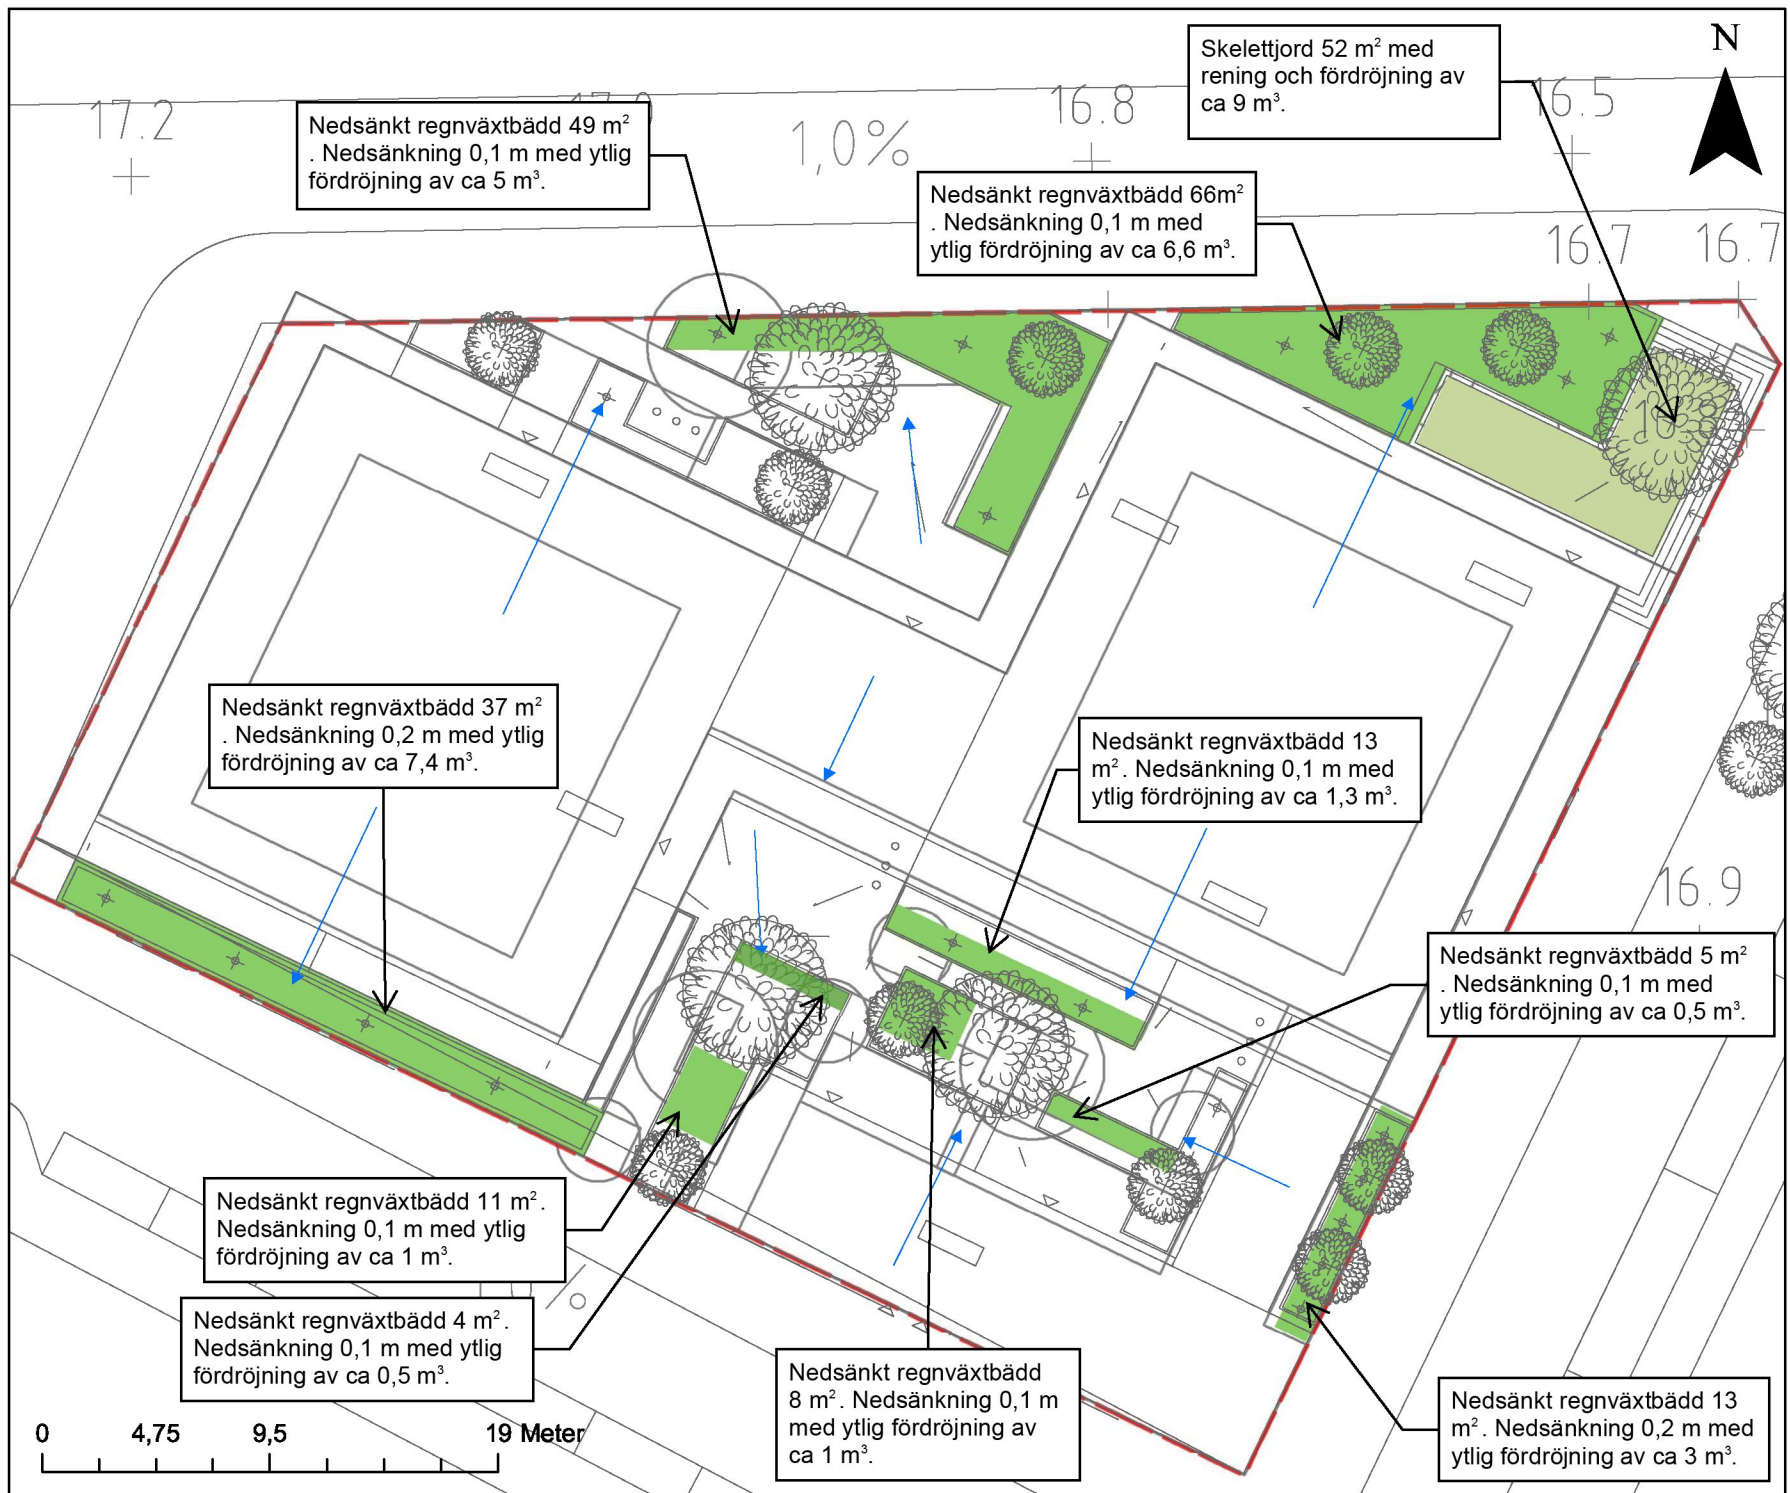 N
Skelettjord 52 m² med
rening och fördröjning av
ca 9 m³.
17.2
16.8
16.5
1,0%
Nedsänkt regnväxtbädd 49 m²
. Nedsänkning 0,1 m med ytlig
fördröjning av ca 5 m³.
Nedsänkt regnväxtbädd 66m²
. Nedsänkning 0,1 m med
ytlig fördröjning av ca 6,6 m³.
16.7
16.7
Nedsänkt regnväxtbädd 37 m²
. Nedsänkning 0,2 m med ytlig
fördröjning av ca 7,4 m³.
Nedsänkt regnväxtbädd 13
m². Nedsänkning 0,1 m med
ytlig fördröjning av ca 1,3 m³.
16.9
Nedsänkt regnväxtbädd 5 m²
. Nedsänkning 0,1 m med
ytlig fördröjning av ca 0,5 m³.
Nedsänkt regnväxtbädd 11 m².
Nedsänkning 0,1 m med ytlig
fördröjning av ca 1 m³.
Nedsänkt regnväxtbädd 4 m².
Nedsänkning 0,1 m med ytlig
fördröjning av ca 0,5 m³.
Nedsänkt regnväxtbädd
8 m². Nedsänkning 0,1 m
med ytlig fördröjning av
ca 1 m³.
Nedsänkt regnväxtbädd 13
m². Nedsänkning 0,2 m med
ytlig fördröjning av ca 3 m³.
0 4,75 9,5 19 Meter